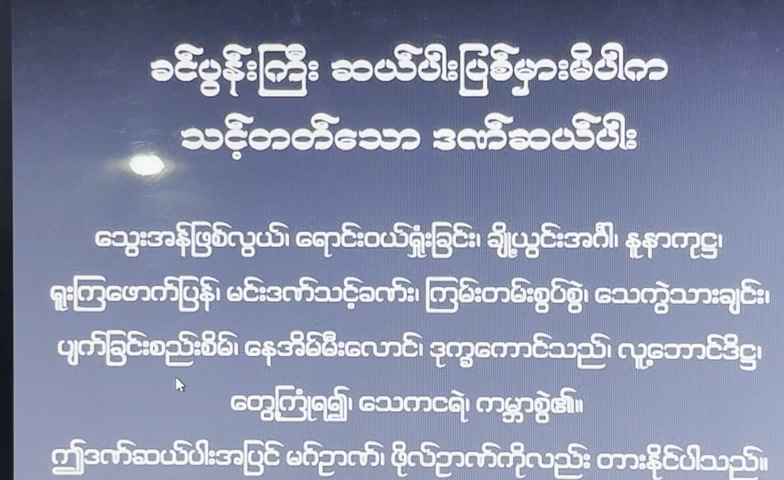 ခင်ပွန်းကြီး ဆယ်ပါးပြစ်မှားမိပါက
သင့်တတ်သော ဒဏ်ဆယ်ပါး
သွေးအန်ဖြစ်လွယ်၊ ရောင်းဝယ်ရှုံးခြင်း၊ ချို့ယွင်းအင်္ဂါ၊ နူနာကုဋ္ဌ၊
ရူးကြဖောက်ပြန်၊ မင်းဒဏ်သင့်ခဏ်း၊ ကြမ်းတမ်းစွပ်စွဲ၊ သေကွဲသားချင်း၊
ပျက်ခြင်းစည်းစိမ်၊ နေအိမ်မီးလောင်၊ ဒုက္ခကောင်သည်၊ လူ့ဘောင်ဒိဋ္ဌ၊
တွေ့ကြုံရ၍၊ သေကငရဲ၊ ကမ္ဘာစွဲ၏။
ဤဒဏ်ဆယ်ပါးအပြင် မဂ်ဉာဏ်၊ ဖိုလ်ဉာဏ်ကိုလည်း တားနိုင်ပါသည်။